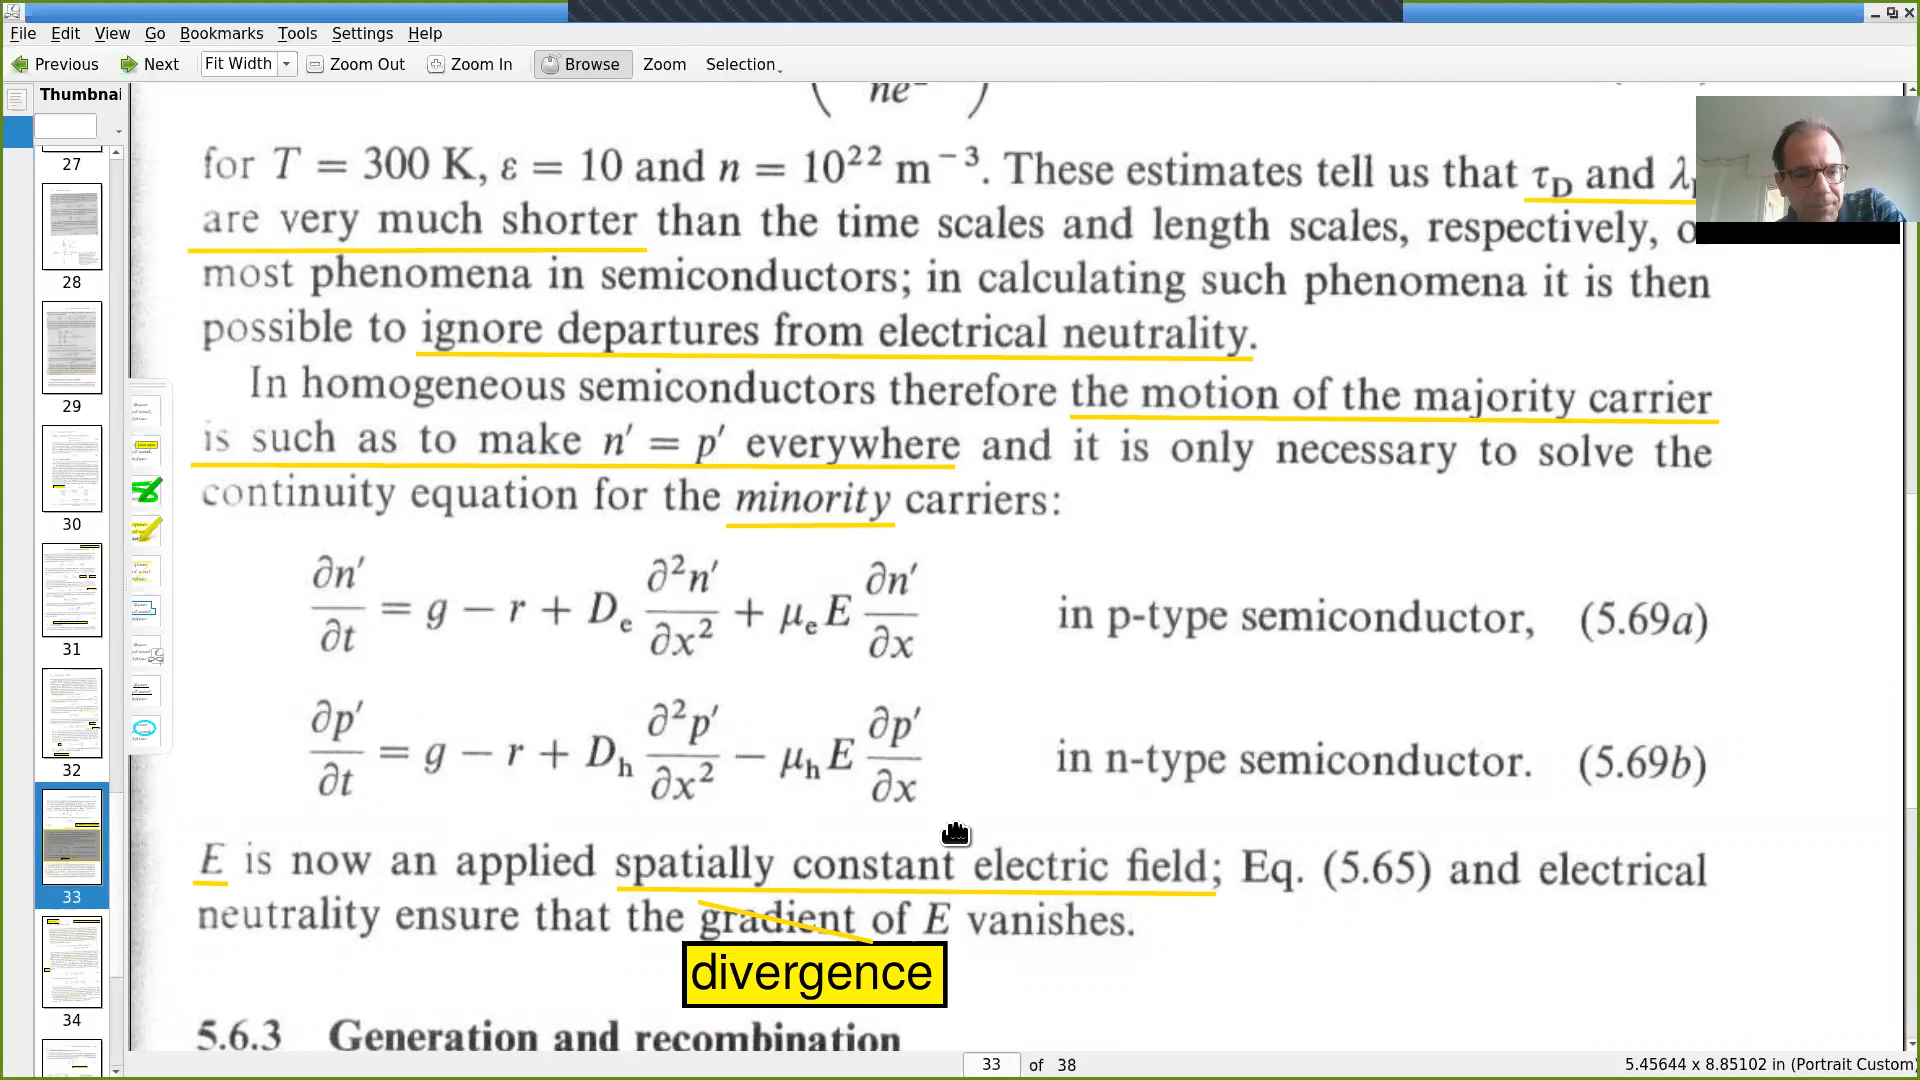 File Edit View Go Bookmarks Tools Settings Help
Previous Next Fit Width Zoom Out Zoom In Browse Zoom Selection
Thumbnai
27
28
29
30
31
32
33
34
ne
for T = 300 K, ε = 10 and n = 10²² m⁻³. These estimates tell us that τ_D and λ
are very much shorter than the time scales and length scales, respectively, o
most phenomena in semiconductors; in calculating such phenomena it is then
possible to ignore departures from electrical neutrality.
In homogeneous semiconductors therefore the motion of the majority carrier
is such as to make n′ = p′ everywhere and it is only necessary to solve the
continuity equation for the minority carriers:
∂n′/∂t = g − r + D_e ∂²n′/∂x² + μ_e E ∂n′/∂x in p-type semiconductor, (5.69a)
∂p′/∂t = g − r + D_h ∂²p′/∂x² − μ_h E ∂p′/∂x in n-type semiconductor. (5.69b)
E is now an applied spatially constant electric field; Eq. (5.65) and electrical
neutrality ensure that the gradient of E vanishes.
divergence
5.6.3 Generation and recombination
33 of 38
5.45644 x 8.85102 in (Portrait Custom)